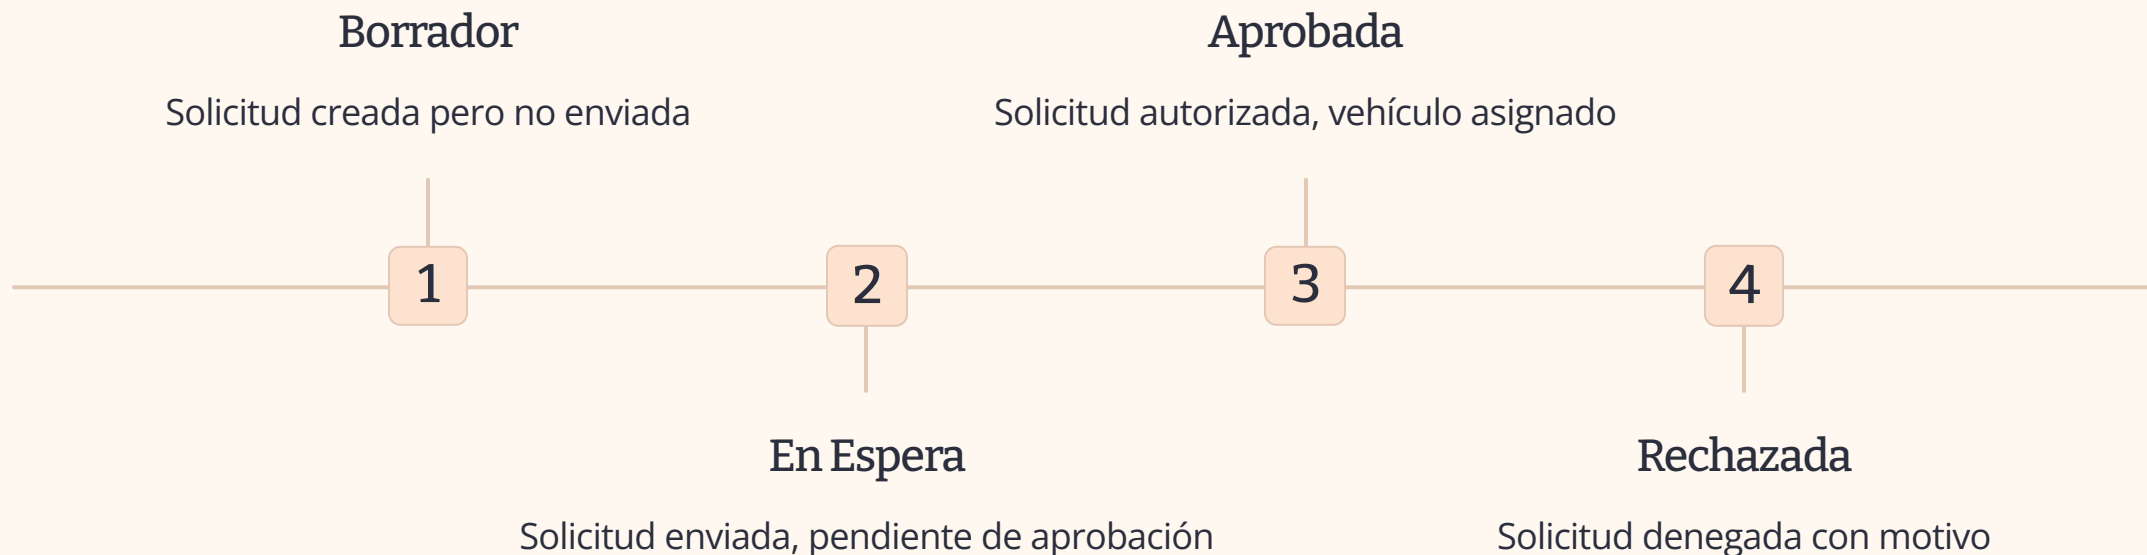 Borrador
Solicitud creada pero no enviada
Aprobada
Solicitud autorizada, vehículo asignado
1
2
3
4
En Espera
Solicitud enviada, pendiente de aprobación
Rechazada
Solicitud denegada con motivo